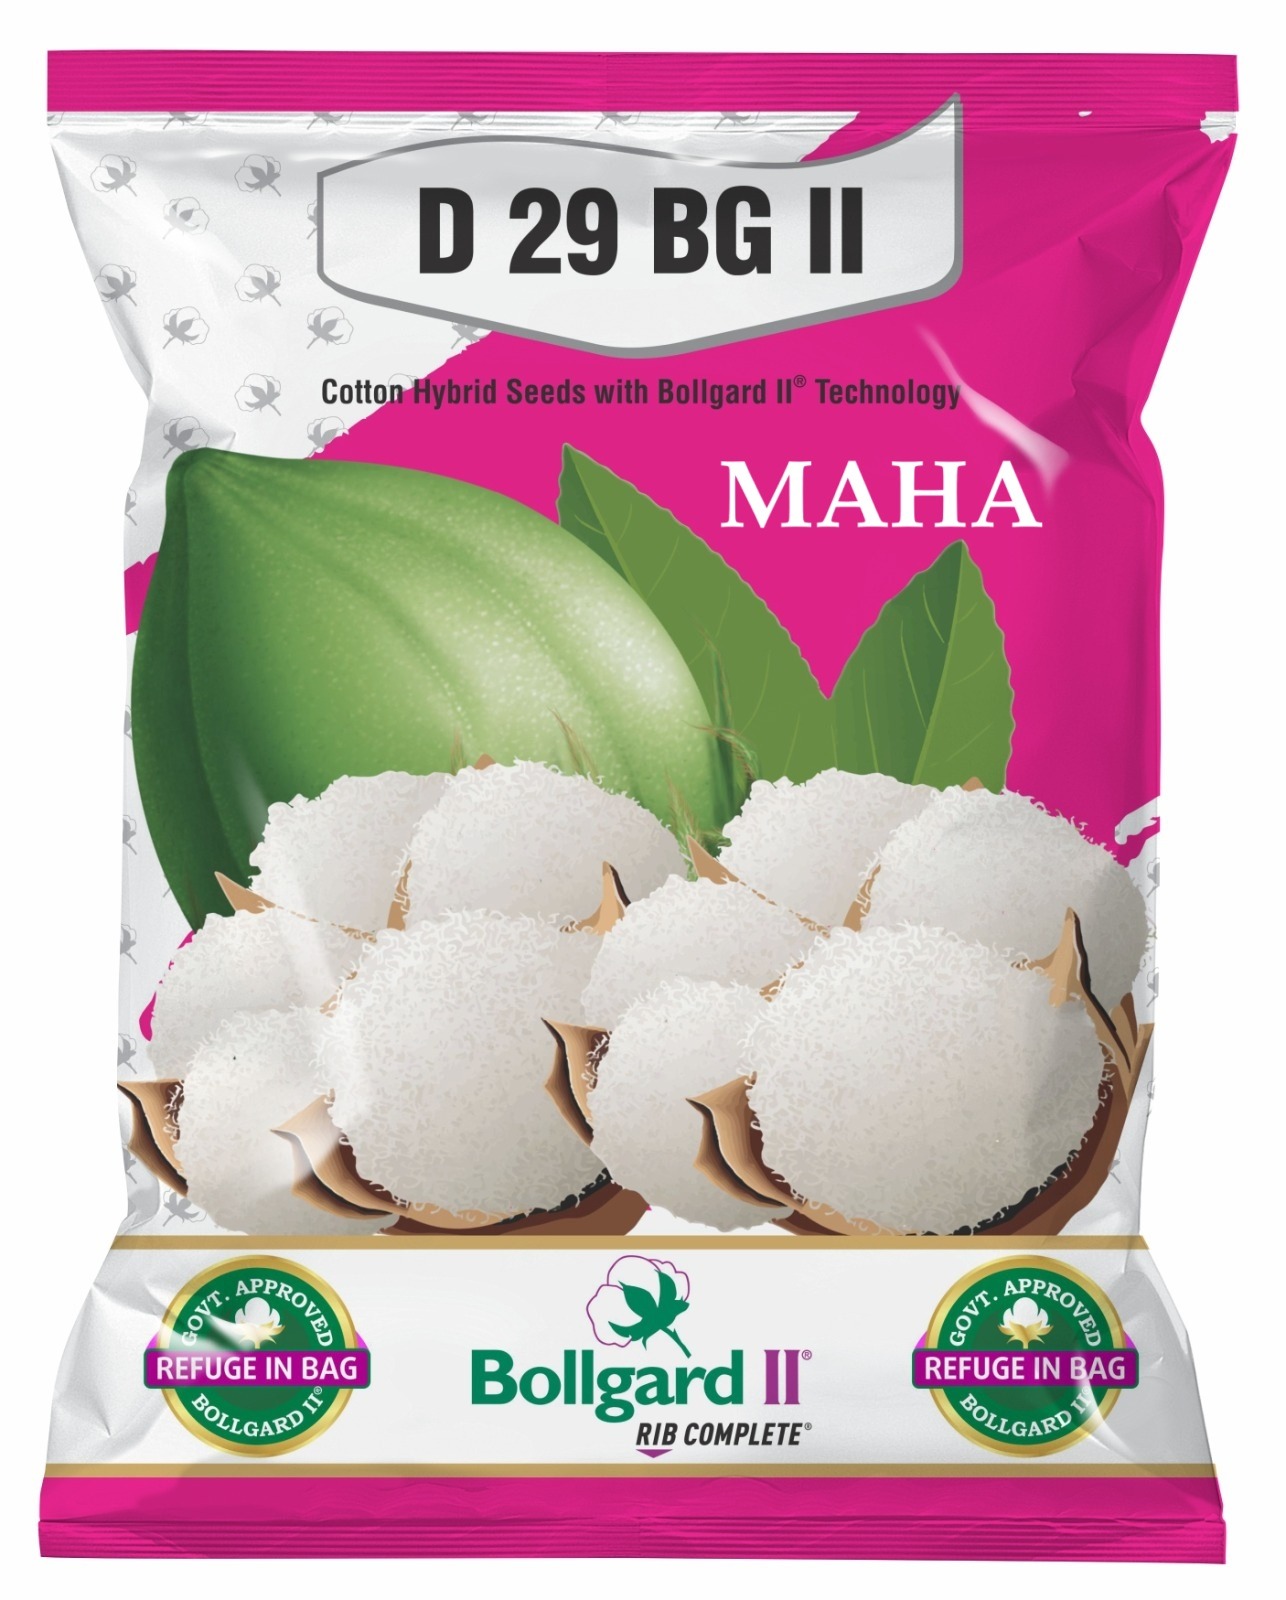 D 29 BG II
Cotton Hybrid Seeds with Bollgard II® Technology
MAHA
GOVT. APPROVED
REFUGE IN BAG
BOLLGARD II®
Bollgard II®
RIB COMPLETE®
GOVT. APPROVED
REFUGE IN BAG
BOLLGARD II